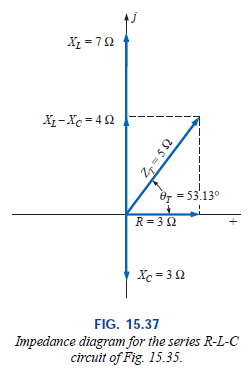 j
X_L = 7 Ω
X_L – X_C = 4 Ω
Z_T = 5 Ω
θ_T = 53.13°
R = 3 Ω
+
X_C = 3 Ω
FIG. 15.37
Impedance diagram for the series R-L-C
circuit of Fig. 15.35.